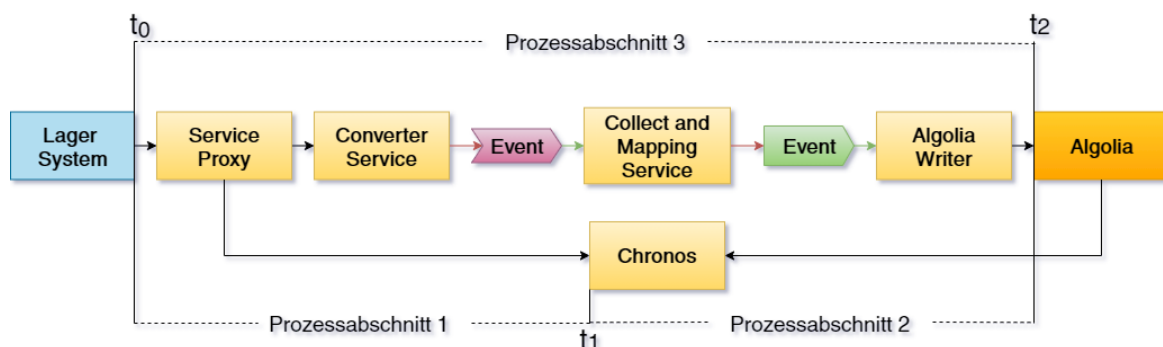 t0
t2
Prozessabschnitt 3
Lager
System
Service
Proxy
Converter
Service
Event
Collect and
Mapping
Service
Event
Algolia
Writer
Algolia
Chronos
Prozessabschnitt 1
t1
Prozessabschnitt 2